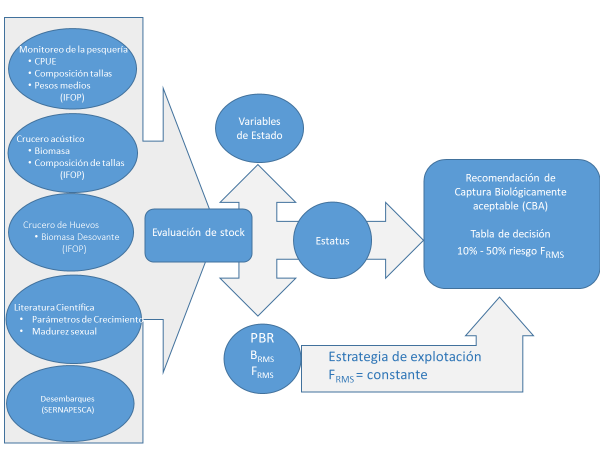 Monitoreo de la pesquería
• CPUE
• Composición tallas
• Pesos medios
(IFOP)
Crucero acústico
• Biomasa
• Composición de tallas
(IFOP)
Crucero de Huevos
• Biomasa Desovante
(IFOP)
Literatura Científica
• Parámetros de Crecimiento
• Madurez sexual
Desembarques
(SERNAPESCA)
Evaluación de stock
Variables
de Estado
Estatus
PBR
BRMS
FRMS
Estrategia de explotación
FRMS = constante
Recomendación de
Captura Biológicamente
aceptable (CBA)
Tabla de decisión
10% - 50% riesgo FRMS